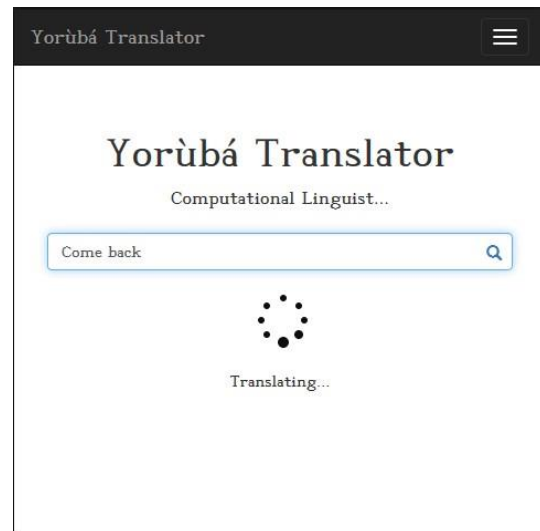 Yorùbá Translator
Yorùbá Translator
Computational Linguist...
Come back
Translating...